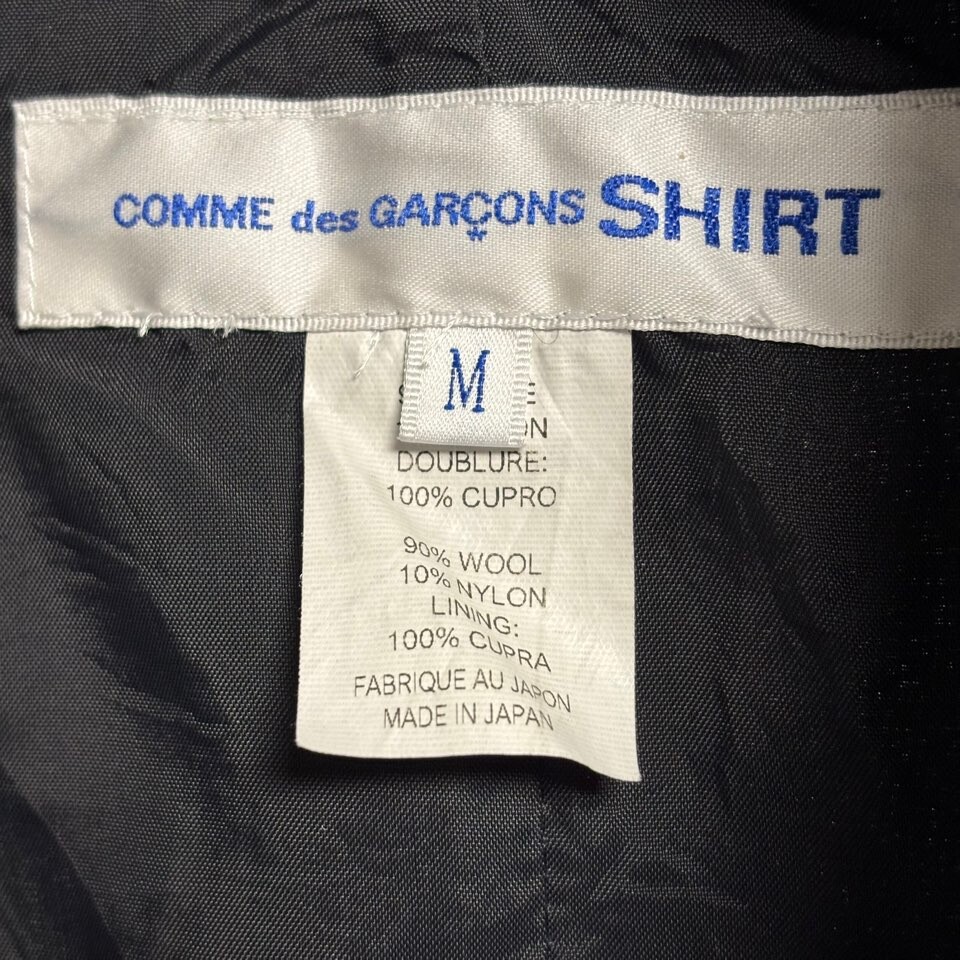 COMME des GARÇONS SHIRT
M
DOUBLURE:
100% CUPRO
90% WOOL
10% NYLON
LINING:
100% CUPRA
FABRIQUE AU JAPON
MADE IN JAPAN